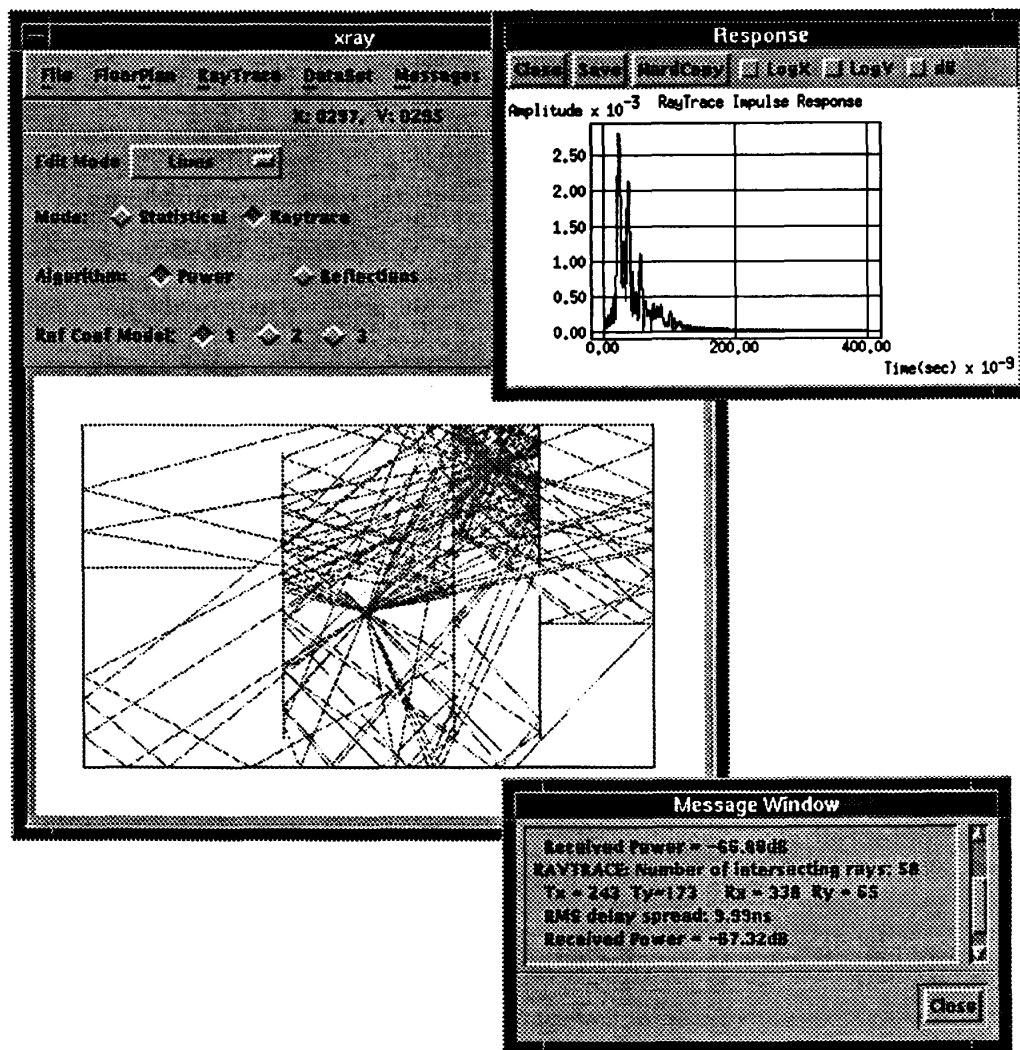 xray
File FloorPlan RayTrace DataSet Messages
X: 0297, Y: 0295
Edit Mode Lines
Mode: Statistical Raytrace
Algorithm: Power Reflections
Ref Coef Model: 1 2 3
Response
Close Save HardCopy LogX LogY dB
Amplitude x 10-3 RayTrace Impulse Response
2.50
2.00
1.50
1.00
0.50
0.00
0.00 200.00 400.00
Time(sec) x 10-9
Message Window
Received Power = -66.88dB
RAYTRACE: Number of intersecting rays: 58
Tx = 243 Ty=173 Rx = 338 Ry = 65
RMS delay spread: 9.99ns
Received Power = -67.32dB
Close